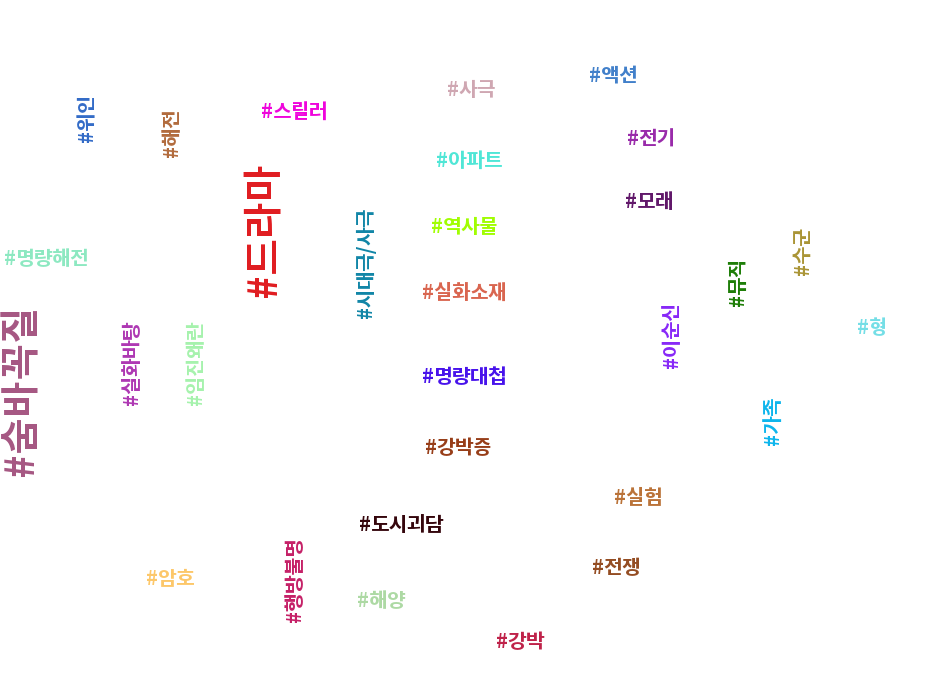 #액션
#사극
#위인
#해전
#스릴러
#전기
#아파트
#드라마
#모래
#시대극/사극
#역사물
#수군
#명량해전
#뮤직
#실화소재
#형
#이순신
#실화바탕
#임진왜란
#명량대첩
#숨바꼭질
#가족
#강박증
#실험
#도시괴담
#전쟁
#암호
#행방불명
#해양
#강박